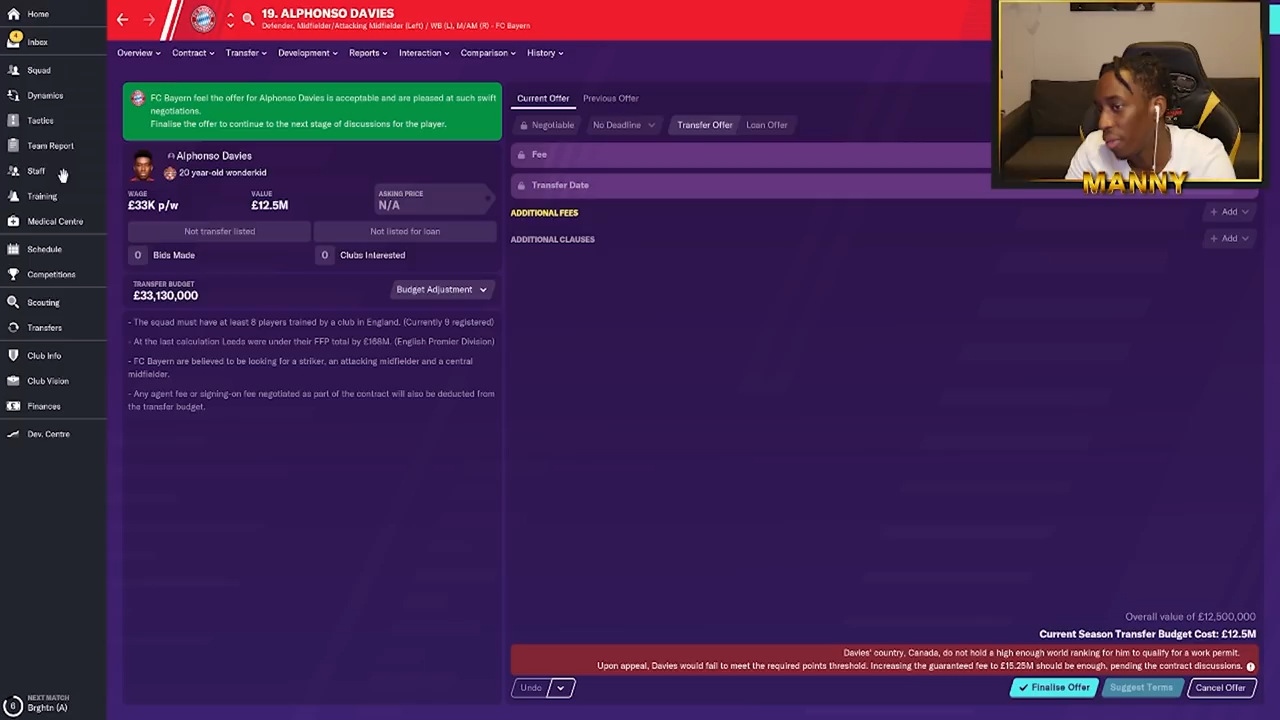 Home
4
Inbox
Squad
Dynamics
Tactics
Team Report
Staff
Training
Medical Centre
Schedule
Competitions
Scouting
Transfers
Club Info
Club Vision
Finances
Dev. Centre
6
NEXT MATCH
Brghtn (A)
19. ALPHONSO DAVIES
Defender, Midfielder/Attacking Midfielder (Left) / WB (L), M/AM (R) - FC Bayern
Overview
Contract
Transfer
Development
Reports
Interaction
Comparison
History
FC Bayern feel the offer for Alphonso Davies is acceptable and are pleased at such swift
negotiations.
Finalise the offer to continue to the next stage of discussions for the player.
Alphonso Davies
20 year-old wonderkid
WAGE
£33K p/w
VALUE
£12.5M
ASKING PRICE
N/A
Not transfer listed
Not listed for loan
0 Bids Made
0 Clubs Interested
TRANSFER BUDGET
£33,130,000
Budget Adjustment
- The squad must have at least 8 players trained by a club in England. (Currently 9 registered)
- At the last calculation Leeds were under their FFP total by £168M. (English Premier Division)
- FC Bayern are believed to be looking for a striker, an attacking midfielder and a central
midfielder.
- Any agent fee or signing-on fee negotiated as part of the contract will also be deducted from
the transfer budget.
Current Offer
Previous Offer
Negotiable
No Deadline
Transfer Offer
Loan Offer
Fee
Transfer Date
ADDITIONAL FEES
+ Add
ADDITIONAL CLAUSES
+ Add
MANNY
Overall value of £12,500,000
Current Season Transfer Budget Cost: £12.5M
Davies' country, Canada, do not hold a high enough world ranking for him to qualify for a work permit.
Upon appeal, Davies would fail to meet the required points threshold. Increasing the guaranteed fee to £15.25M should be enough, pending the contract discussions.
Undo
Finalise Offer
Suggest Terms
Cancel Offer